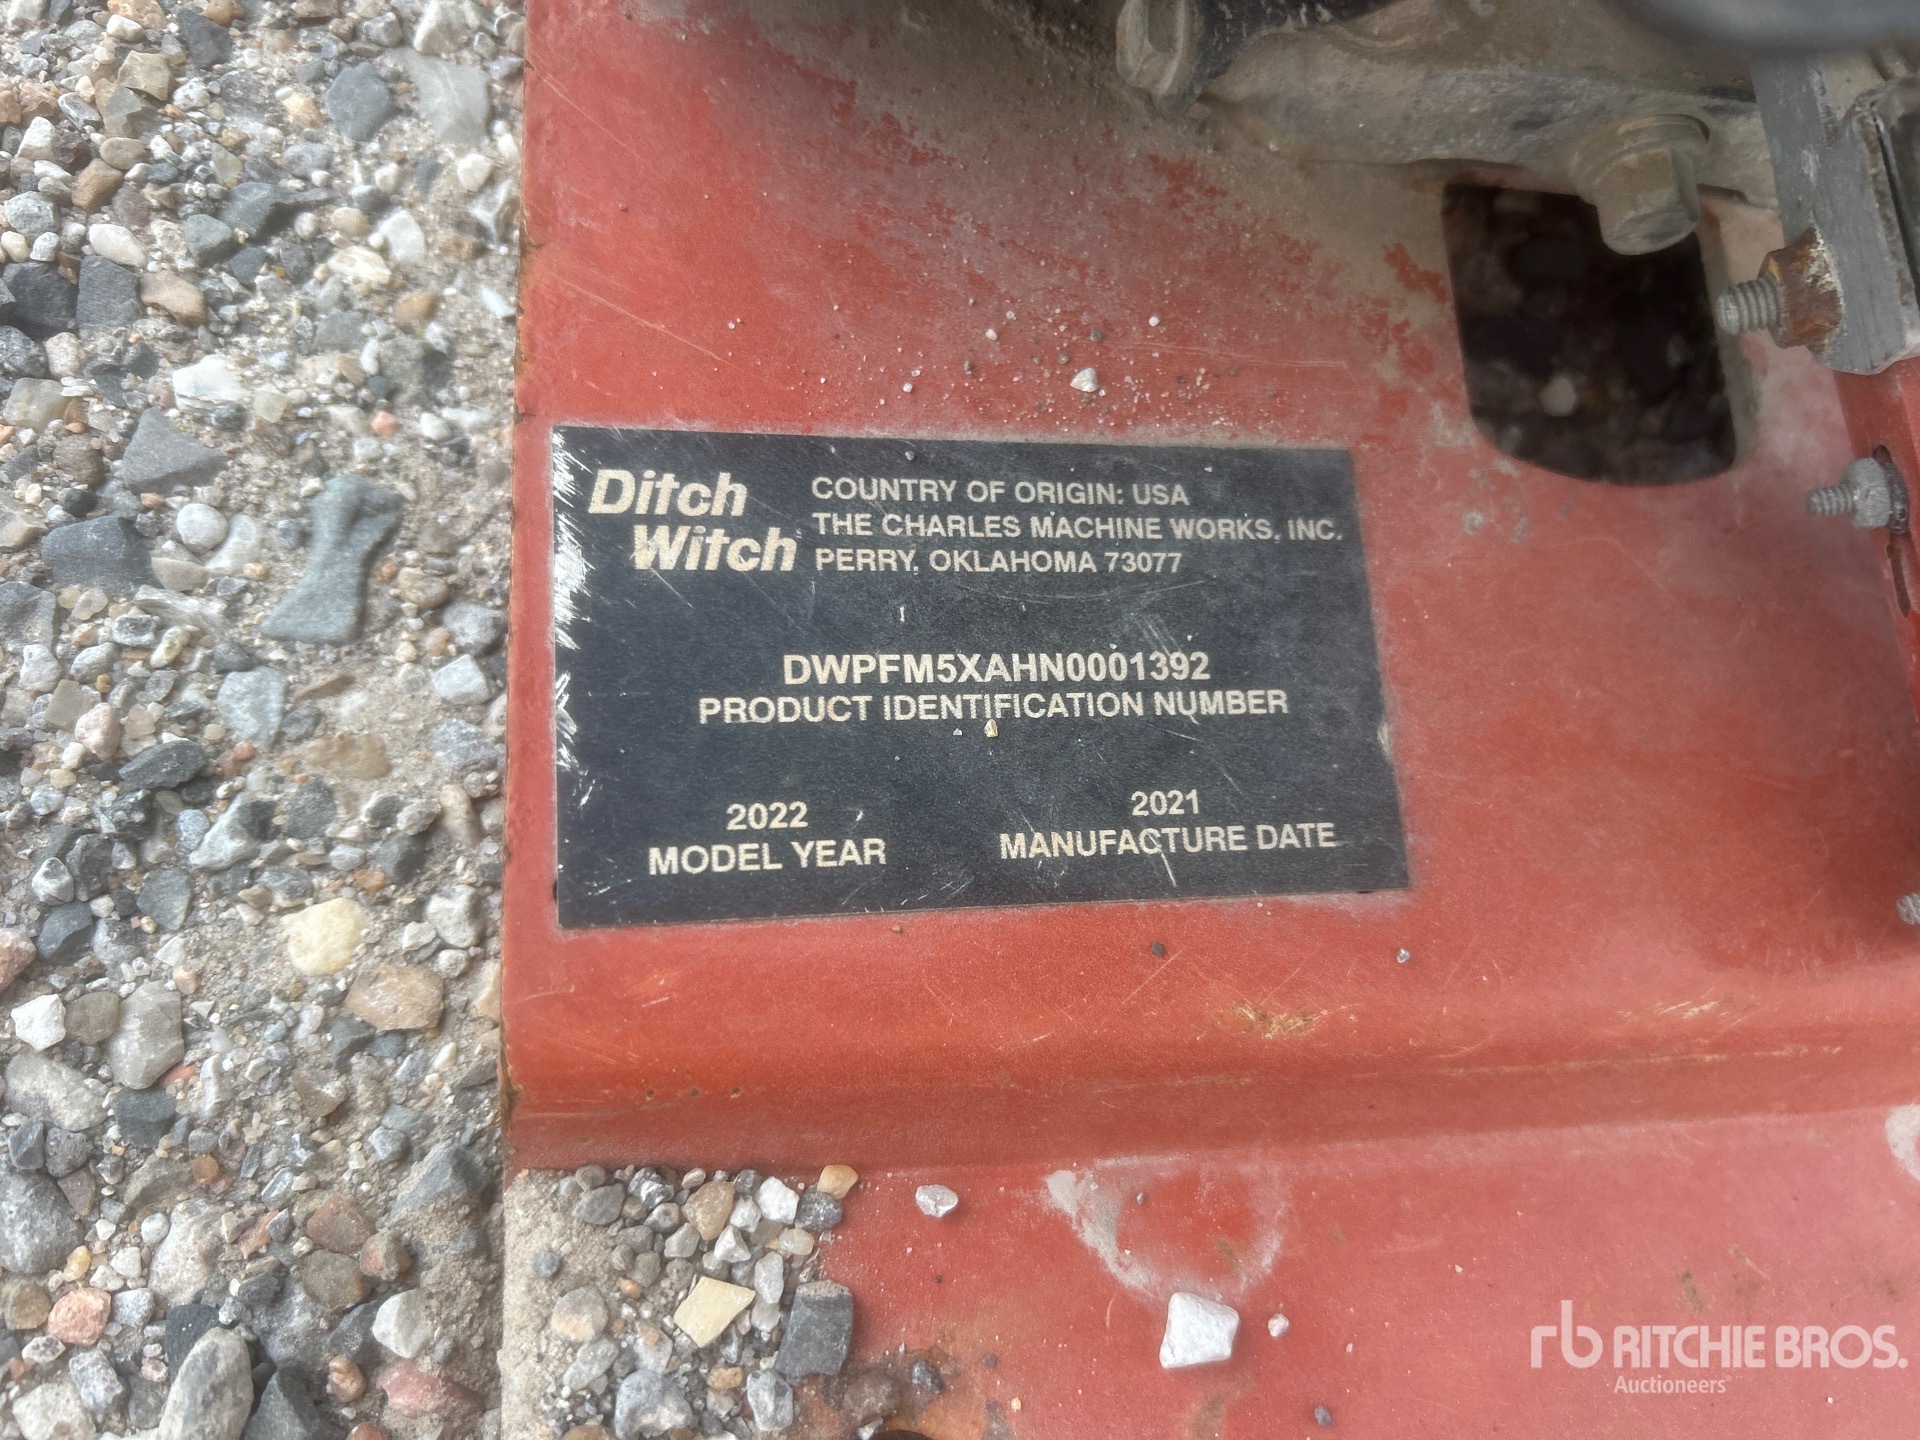 Ditch
Witch
COUNTRY OF ORIGIN: USA
THE CHARLES MACHINE WORKS, INC.
PERRY, OKLAHOMA 73077
DWPFM5XAHN0001392
PRODUCT IDENTIFICATION NUMBER
2022
MODEL YEAR
2021
MANUFACTURE DATE
rb RITCHIE BROS.
Auctioneers